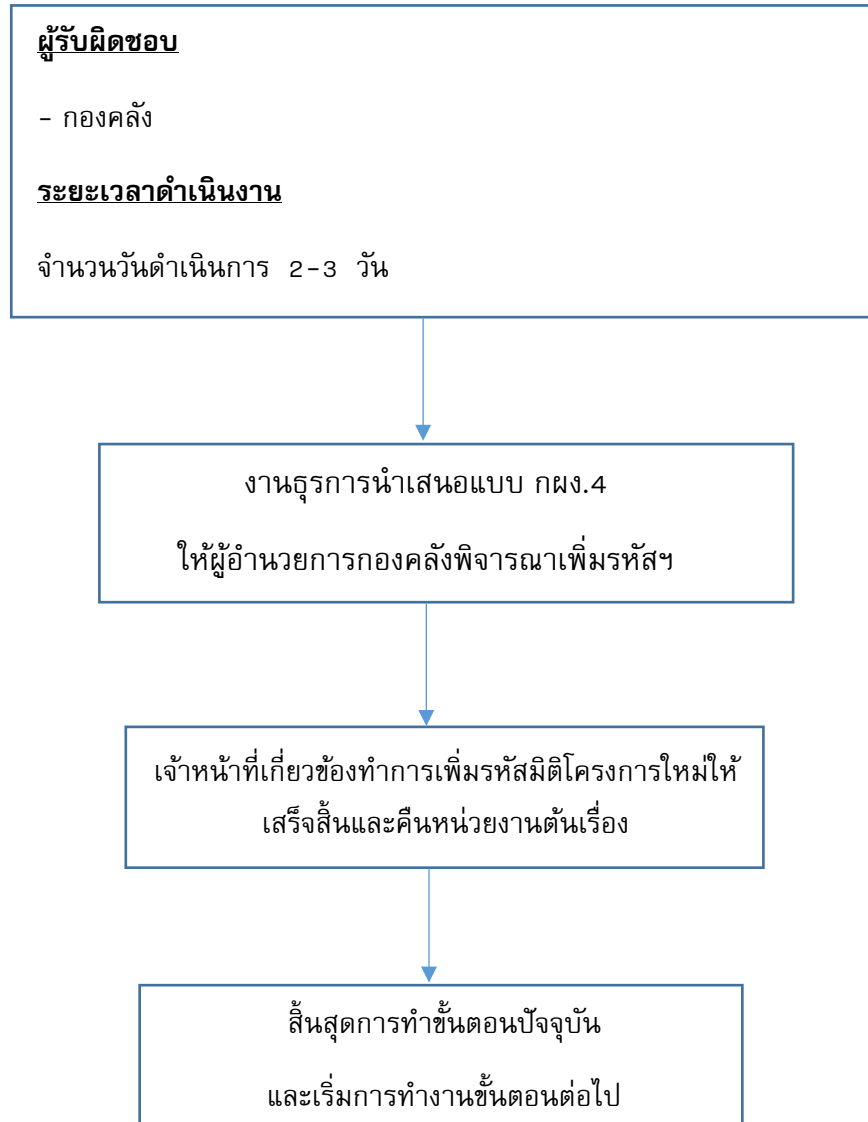 ผู้รับผิดชอบ
- กองคลัง
ระยะเวลาดำเนินงาน
จำนวนวันดำเนินการ 2-3 วัน
งานธุรการนำเสนอแบบ กผง.4
ให้ผู้อำนวยการกองคลังพิจารณาเพิ่มรหัสฯ
เจ้าหน้าที่เกี่ยวข้องทำการเพิ่มรหัสมิติโครงการใหม่ให้
เสร็จสิ้นและคืนหน่วยงานต้นเรื่อง
สิ้นสุดการทำขั้นตอนปัจจุบัน
และเริ่มการทำงานขั้นตอนต่อไป